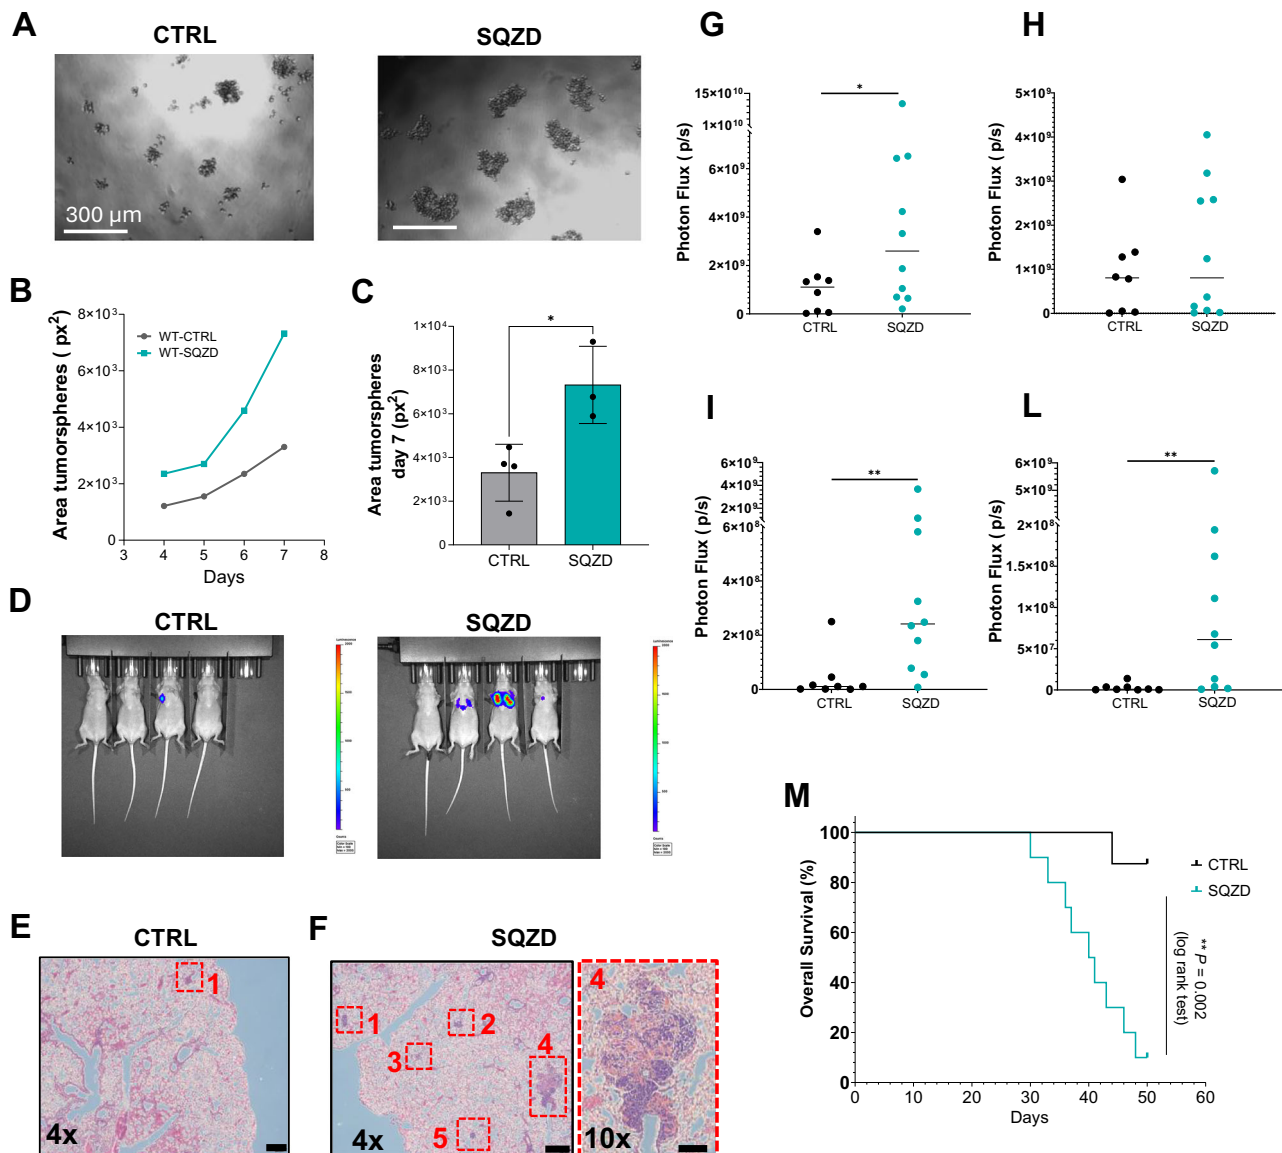 A
CTRL
SQZD
300 µm
B
Area tumorspheres ( px²)
8×10³
6×10³
4×10³
2×10³
0
3
4
5
6
7
8
Days
WT-CTRL
WT-SQZD
C
Area tumorspheres
day 7 (px²)
1×10⁴
8×10³
6×10³
4×10³
2×10³
0
*
CTRL
SQZD
D
CTRL
SQZD
E
CTRL
1
4x
F
SQZD
1
2
3
4
5
4x
4
10x
G
Photon Flux ( p/s)
15×10¹⁰
1×10¹⁰
6×10⁹
4×10⁹
2×10⁹
0
*
CTRL
SQZD
H
Photon Flux ( p/s)
5×10⁹
4×10⁹
3×10⁹
2×10⁹
1×10⁹
0
CTRL
SQZD
I
Photon Flux ( p/s)
6×10⁹
4×10⁹
2×10⁹
6×10⁸
4×10⁸
2×10⁸
0
**
CTRL
SQZD
L
Photon Flux ( p/s)
6×10⁹
5×10⁹
2×10⁸
1.5×10⁸
1×10⁸
5×10⁷
0
**
CTRL
SQZD
M
Overall Survival (%)
100
80
60
40
20
0
0
10
20
30
40
50
60
Days
CTRL
SQZD
** P = 0.002
(log rank test)